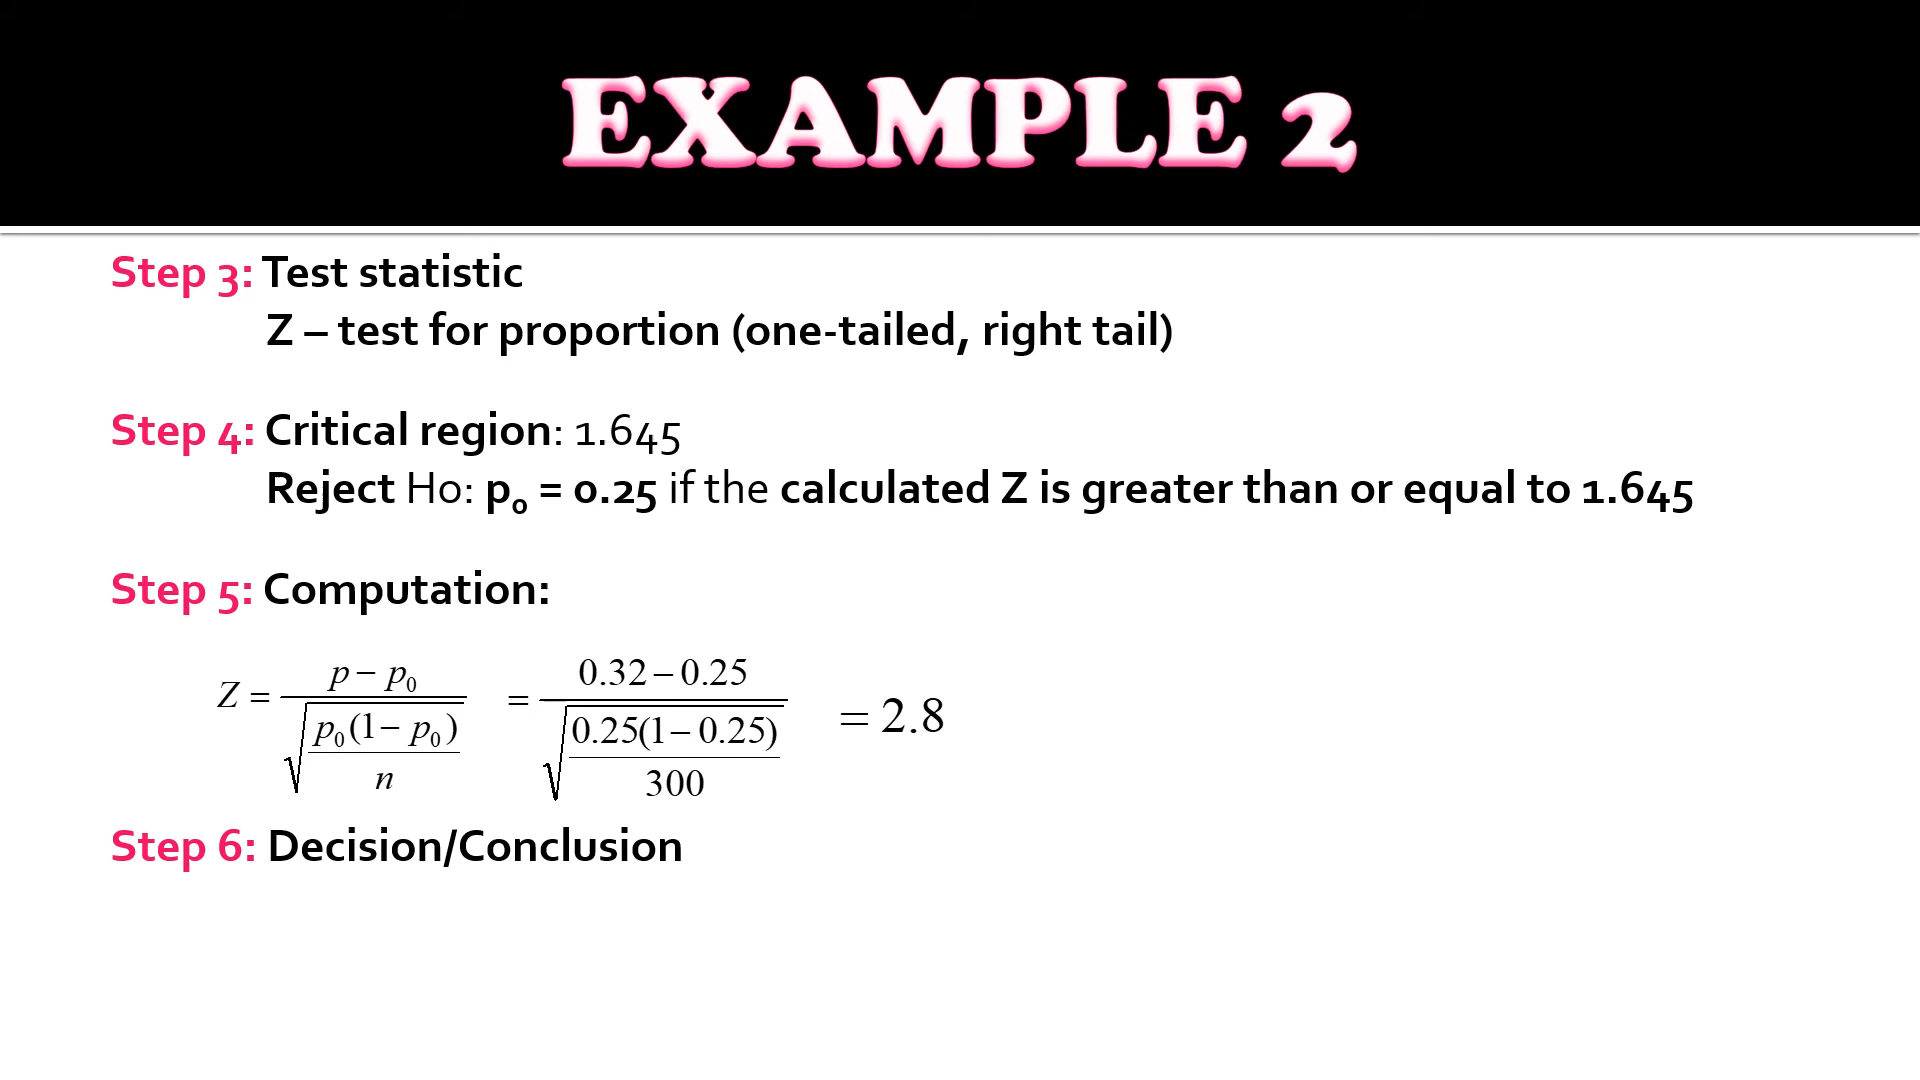 EXAMPLE 2
Step 3: Test statistic
Z – test for proportion (one-tailed, right tail)
Step 4: Critical region: 1.645
Reject Ho: p₀ = 0.25 if the calculated Z is greater than or equal to 1.645
Step 5: Computation:
Z = (p − p₀) / √(p₀(1 − p₀) / n) = (0.32 − 0.25) / √(0.25(1 − 0.25) / 300) = 2.8
Step 6: Decision/Conclusion